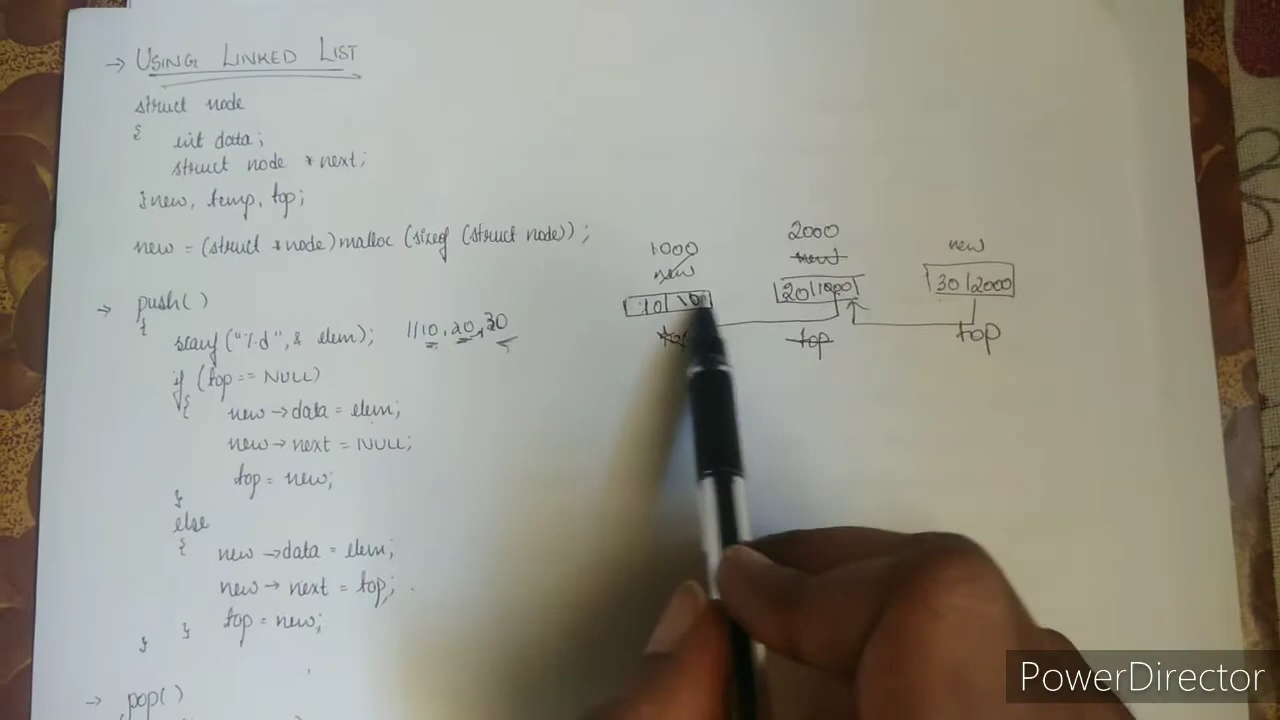 → USING LINKED LIST
struct node
{ int data;
struct node *next;
}new, temp, top;
new = (struct *node)malloc (sizeof (struct node));
→ push()
{
scanf("%d", & elem); //10, 20, 30
if (top == NULL)
{ new→data = elem;
new→next = NULL;
top = new;
}
else
{ new→data = elem;
new→next = top;
top = new;
} }
→ pop()
1000
new
10 | \0
2000
new
20 | 1000
top
new
30 | 2000
top
PowerDirector